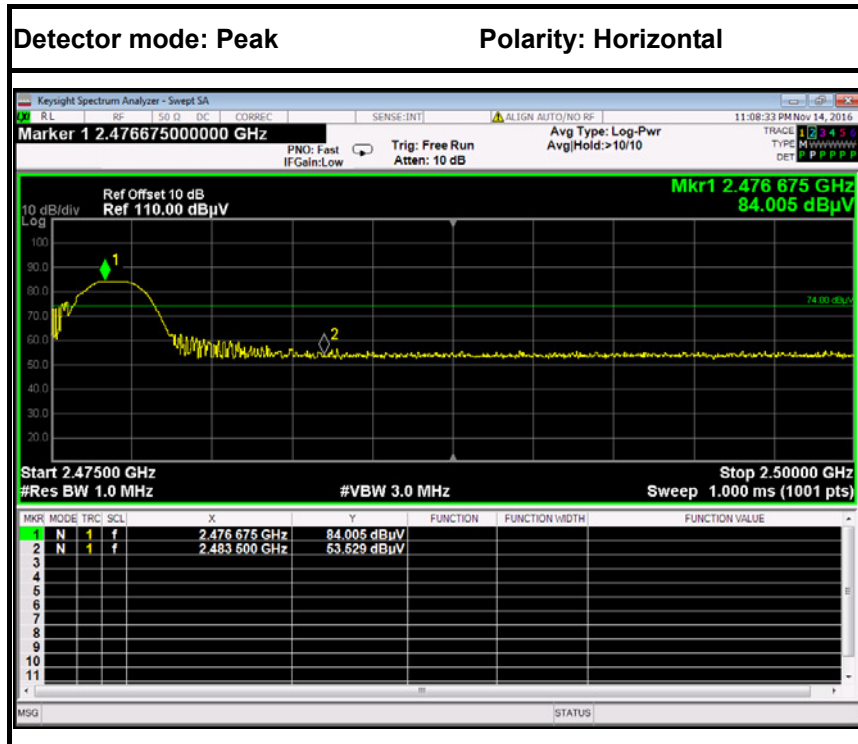 Detector mode: Peak Polarity: Horizontal
Keysight Spectrum Analyzer - Swept SA
RL RF 50 Ω DC CORREC SENSE:INT ALIGN AUTO/NO RF 11:08:33 PM Nov 14, 2016
Marker 1 2.476675000000 GHz
PNO: Fast
IFGain:Low
Trig: Free Run
Atten: 10 dB
Avg Type: Log-Pwr
Avg|Hold:>10/10
TRACE 1 2 3 4 5 6
TYPE M WWWWW
DET P P P P P P
Mkr1 2.476 675 GHz
84.005 dBµV
Ref Offset 10 dB
10 dB/div Ref 110.00 dBµV
Log
100
90.0
80.0
70.0
60.0
50.0
40.0
30.0
20.0
1
2
74.00 dBµV
Start 2.47500 GHz Stop 2.50000 GHz
#Res BW 1.0 MHz #VBW 3.0 MHz Sweep 1.000 ms (1001 pts)
MKR MODE TRC SCL X Y FUNCTION FUNCTION WIDTH FUNCTION VALUE
1 N 1 f 2.476 675 GHz 84.005 dBµV
2 N 1 f 2.483 500 GHz 53.529 dBµV
3
4
5
6
7
8
9
10
11
MSG STATUS